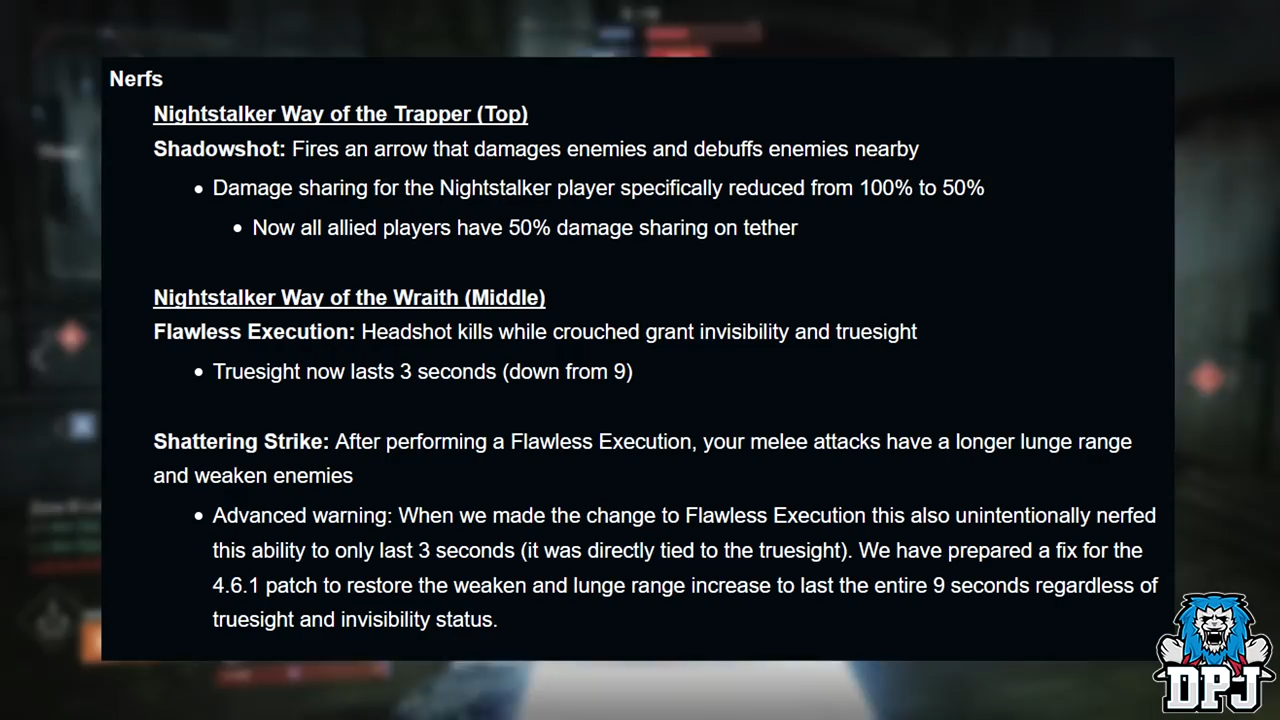 Nerfs
Nightstalker Way of the Trapper (Top)
Shadowshot: Fires an arrow that damages enemies and debuffs enemies nearby
• Damage sharing for the Nightstalker player specifically reduced from 100% to 50%
• Now all allied players have 50% damage sharing on tether
Nightstalker Way of the Wraith (Middle)
Flawless Execution: Headshot kills while crouched grant invisibility and truesight
• Truesight now lasts 3 seconds (down from 9)
Shattering Strike: After performing a Flawless Execution, your melee attacks have a longer lunge range
and weaken enemies
• Advanced warning: When we made the change to Flawless Execution this also unintentionally nerfed
this ability to only last 3 seconds (it was directly tied to the truesight). We have prepared a fix for the
4.6.1 patch to restore the weaken and lunge range increase to last the entire 9 seconds regardless of
truesight and invisibility status.
DPJ